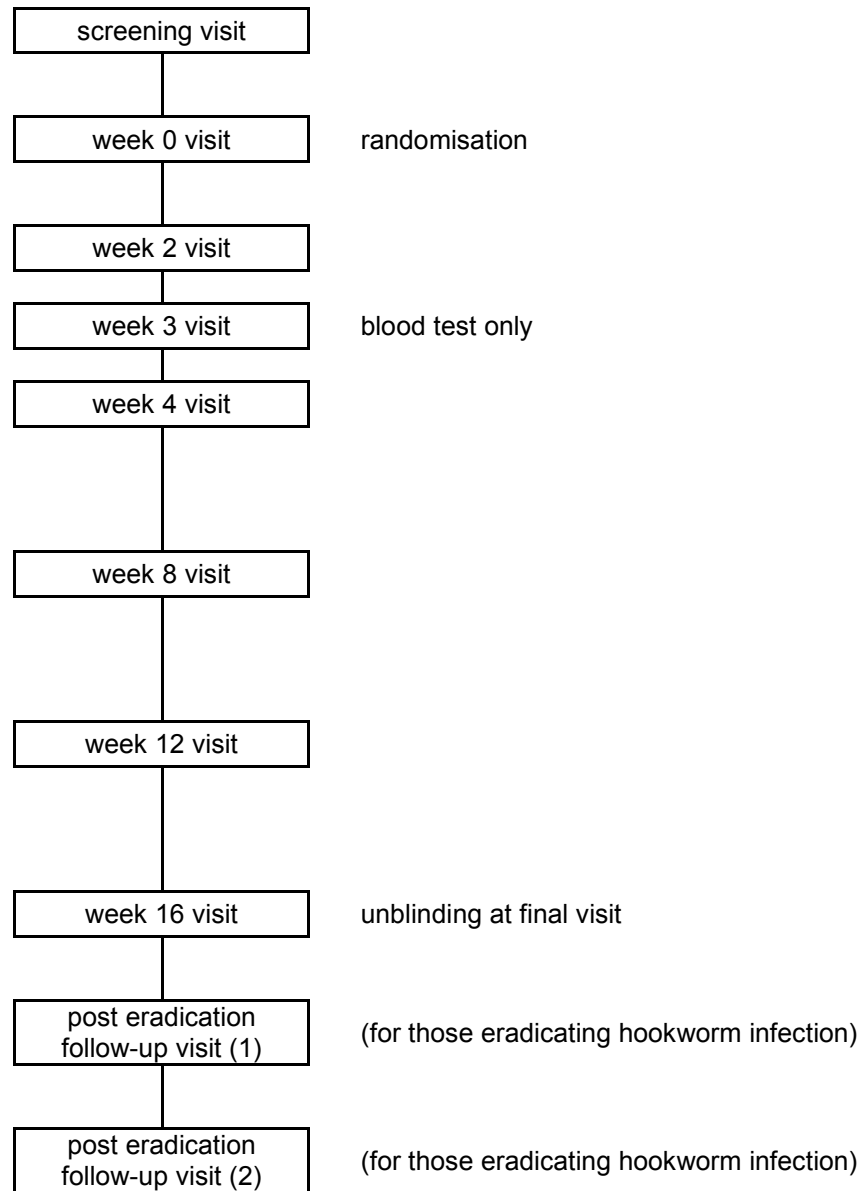 screening visit
week 0 visit
randomisation
week 2 visit
week 3 visit
blood test only
week 4 visit
week 8 visit
week 12 visit
week 16 visit
unblinding at final visit
post eradication
follow-up visit (1)
(for those eradicating hookworm infection)
post eradication
follow-up visit (2)
(for those eradicating hookworm infection)